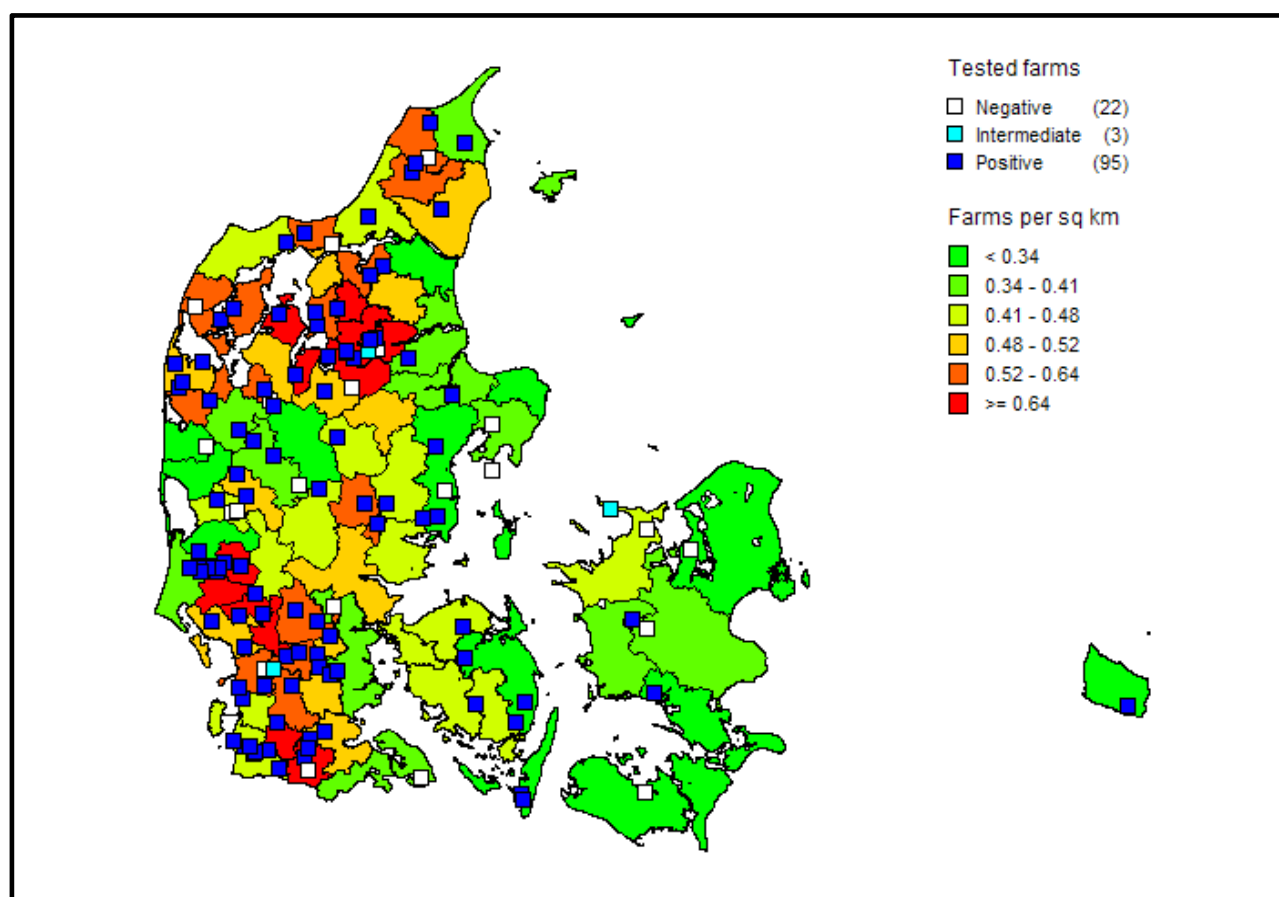 Tested farms
Negative (22)
Intermediate (3)
Positive (95)
Farms per sq km
< 0.34
0.34 - 0.41
0.41 - 0.48
0.48 - 0.52
0.52 - 0.64
>= 0.64